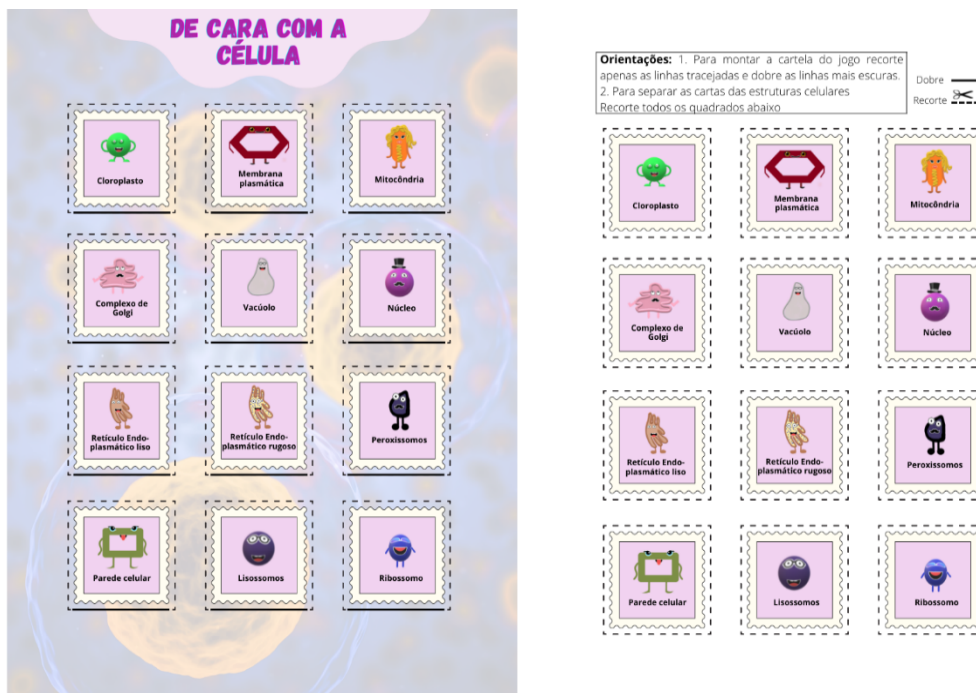 DE CARA COM A
CÉLULA
Cloroplasto
Membrana
plasmática
Mitocôndria
Complexo de
Golgi
Vacúolo
Núcleo
Retículo Endo-
plasmático liso
Retículo Endo-
plasmático rugoso
Peroxissomos
Parede celular
Lisossomos
Ribossomo
Orientações: 1. Para montar a cartela do jogo recorte
apenas as linhas tracejadas e dobre as linhas mais escuras.
2. Para separar as cartas das estruturas celulares
Recorte todos os quadrados abaixo
Dobre
Recorte
Cloroplasto
Membrana
plasmática
Mitocôndria
Complexo de
Golgi
Vacúolo
Núcleo
Retículo Endo-
plasmático liso
Retículo Endo-
plasmático rugoso
Peroxissomos
Parede celular
Lisossomos
Ribossomo